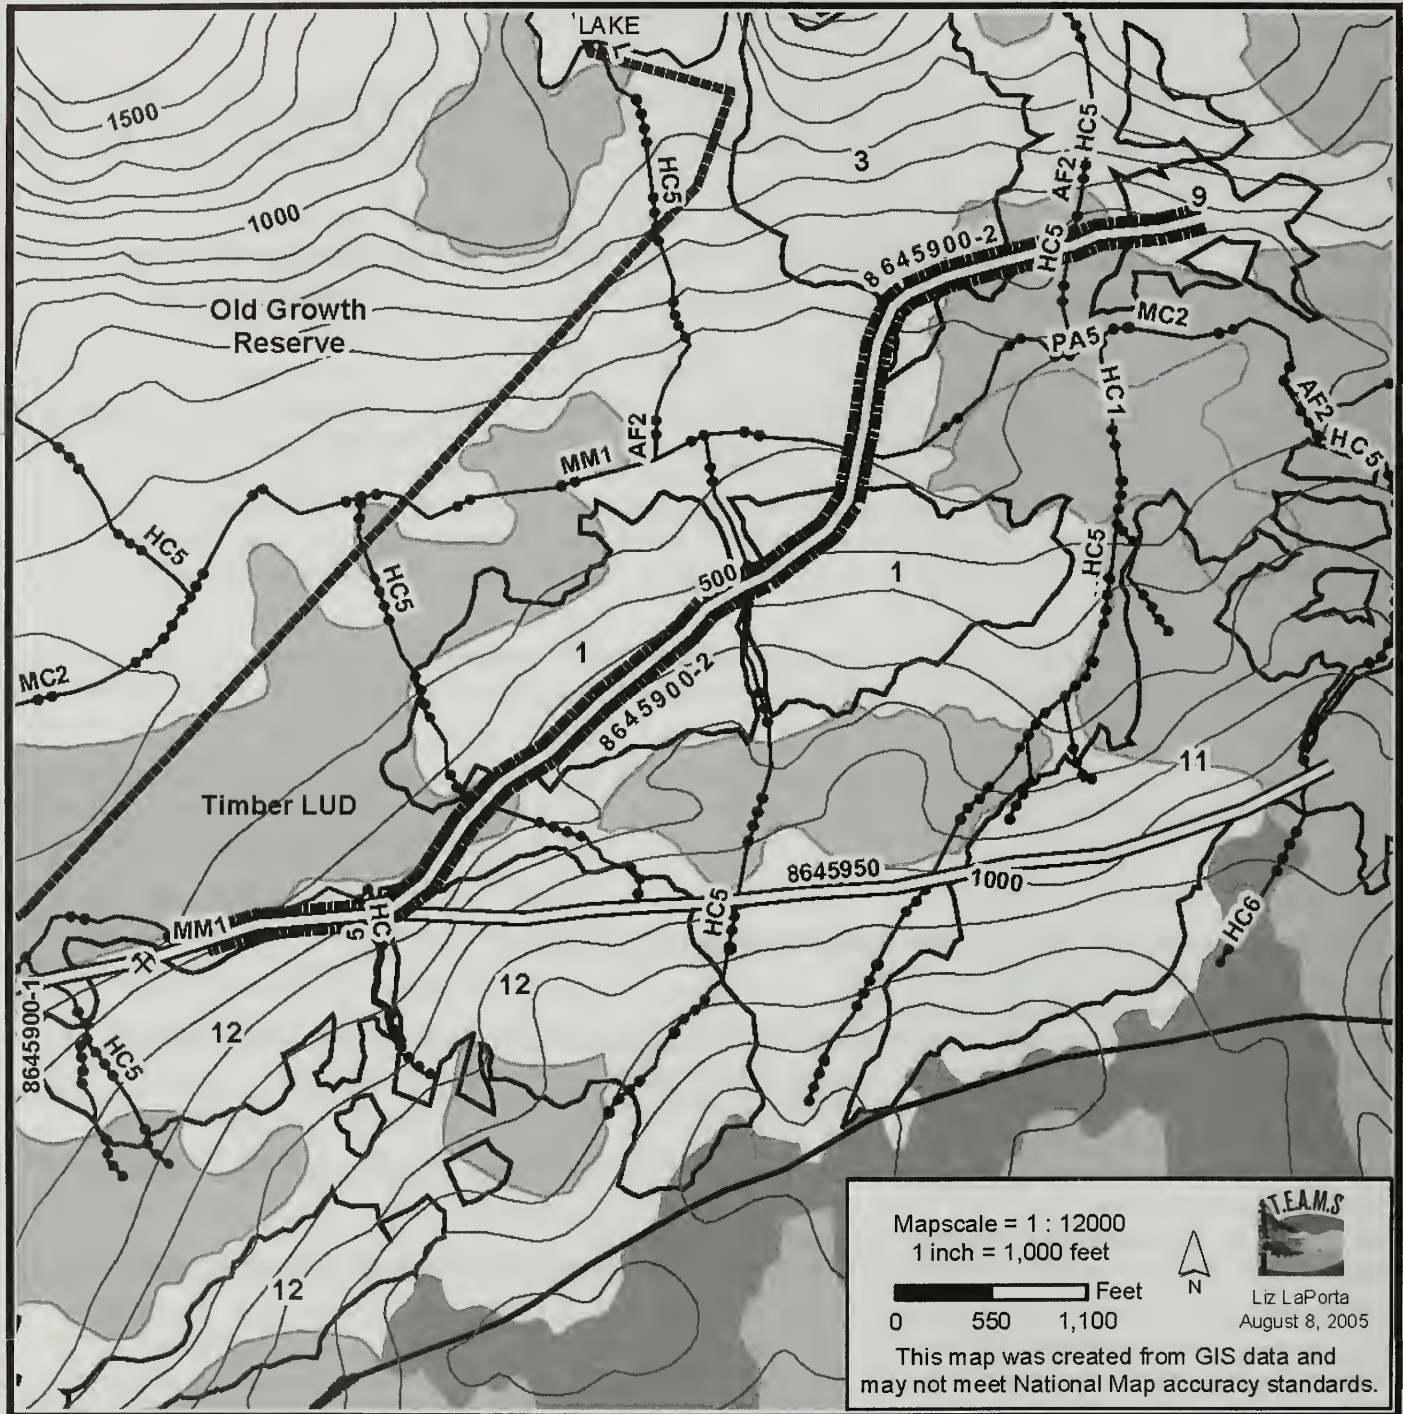 LAKE
L
1500
HC5
AF2
HC5
3
9
1000
8645900-2
HC5
Old Growth
Reserve
MC2
PA5
HC1
AF2
HC5
AF2
MM1
HC5
HC5
HC5
500
1
1
MC2
8645900-2
11
Timber LUD
8645950
1000
HC5
HC6
MM1
HC
5
12
12
8645900-1
HC5
12
T.E.A.M.S
Mapscale = 1 : 12000
1 inch = 1,000 feet
Feet
N
0 550 1,100
Liz LaPorta
August 8, 2005
This map was created from GIS data and
may not meet National Map accuracy standards.